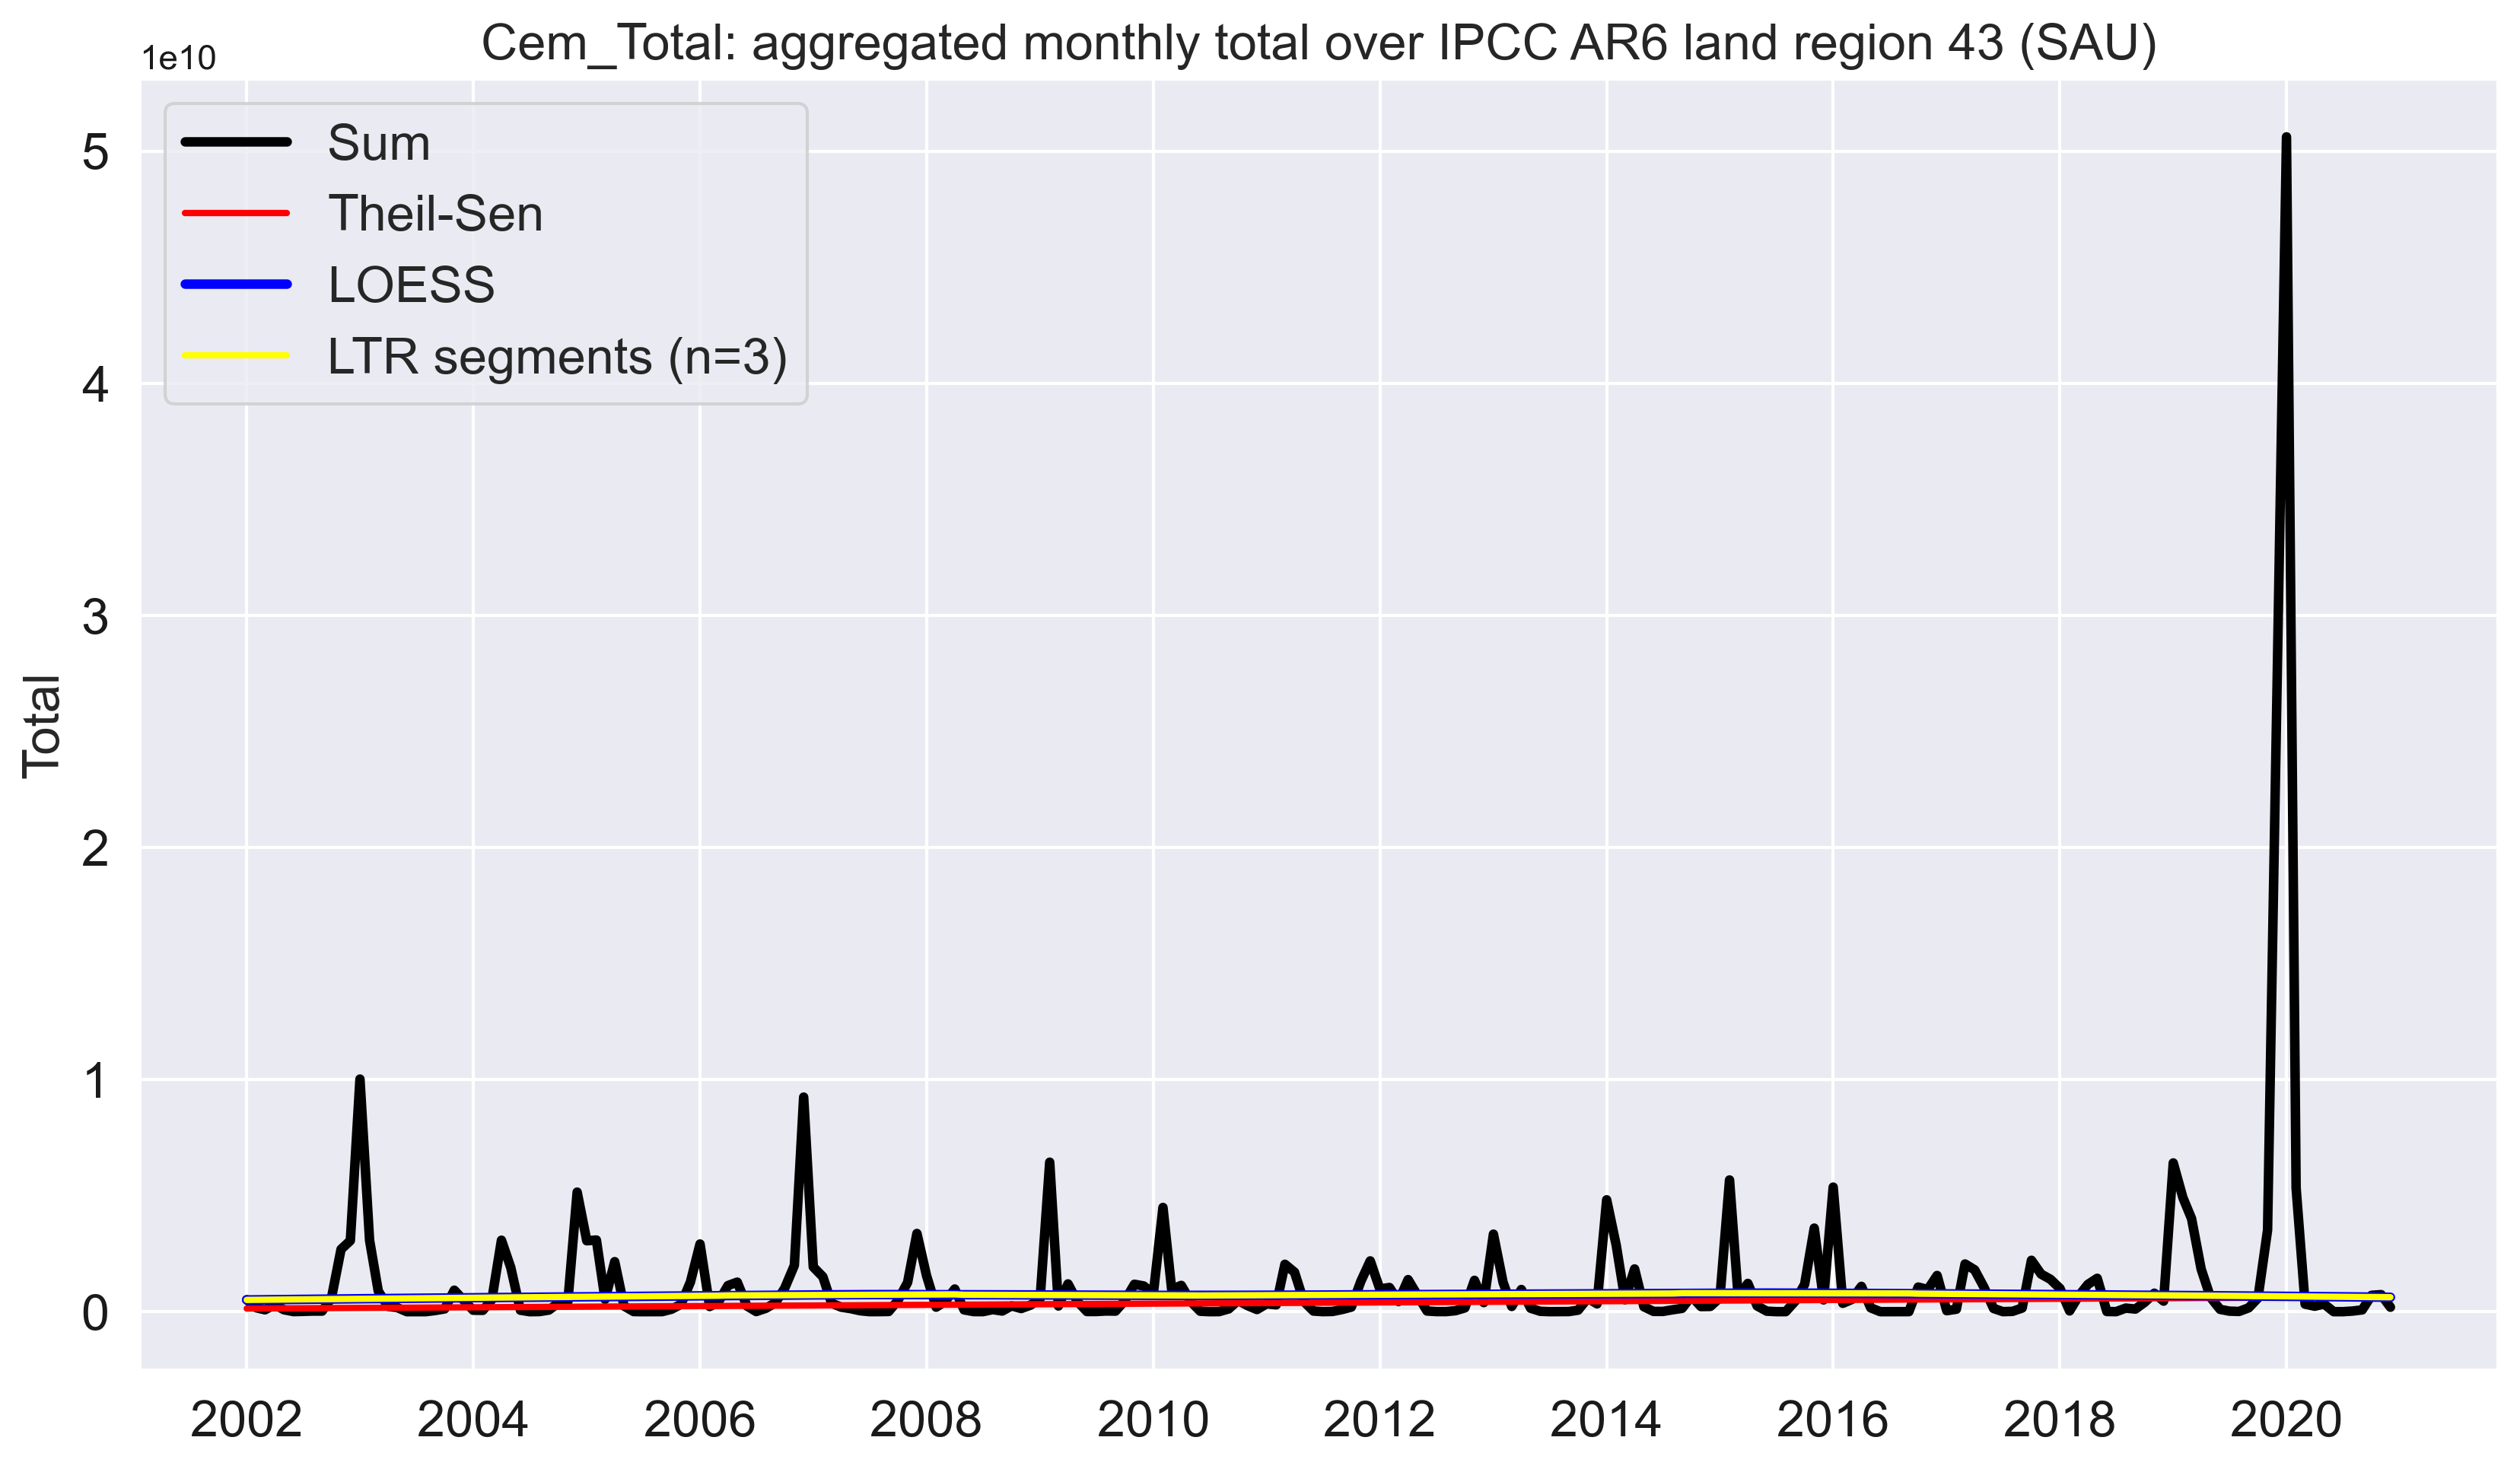 Cem_Total: aggregated monthly total over IPCC AR6 land region 43 (SAU)
1e10
Sum
Theil-Sen
LOESS
LTR segments (n=3)
5
4
3
2
1
0
Total
2002 2004 2006 2008 2010 2012 2014 2016 2018 2020